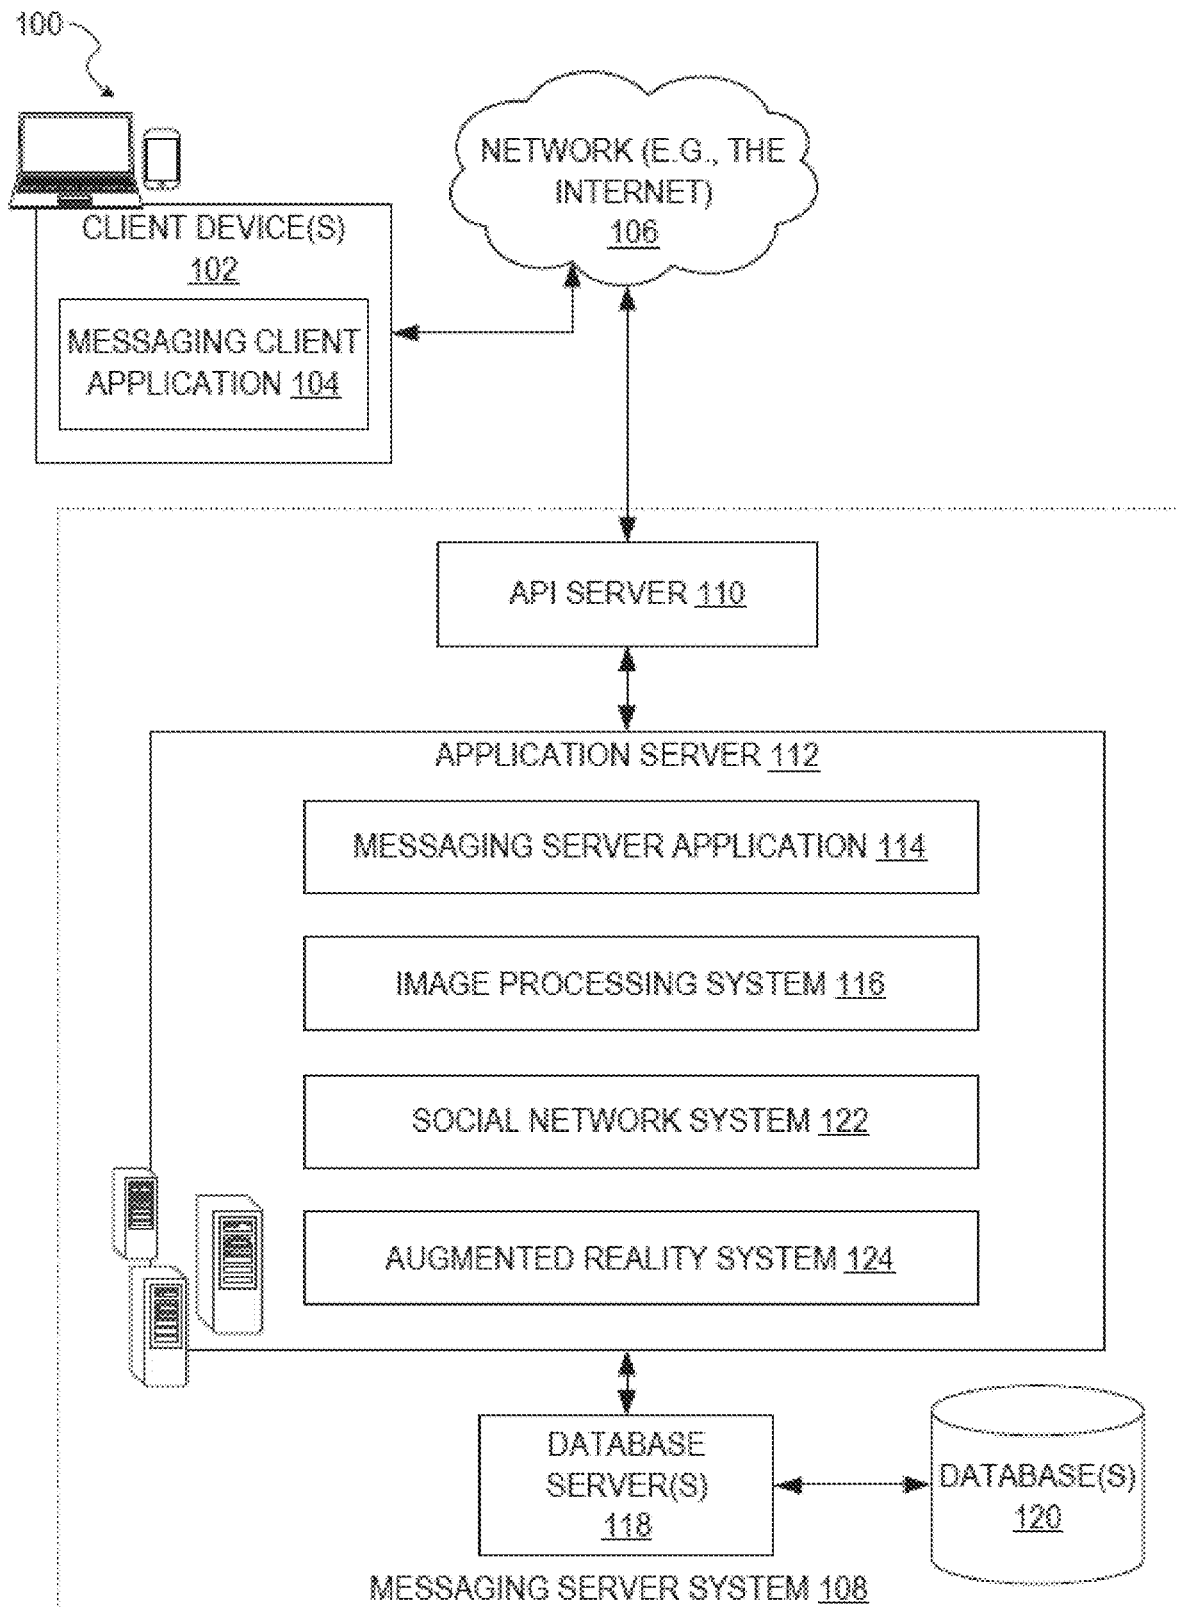 100
NETWORK (E.G., THE
INTERNET)
106
CLIENT DEVICE(S)
102
MESSAGING CLIENT
APPLICATION 104
API SERVER 110
APPLICATION SERVER 112
MESSAGING SERVER APPLICATION 114
IMAGE PROCESSING SYSTEM 116
SOCIAL NETWORK SYSTEM 122
AUGMENTED REALITY SYSTEM 124
DATABASE
SERVER(S)
118
DATABASE(S)
120
MESSAGING SERVER SYSTEM 108